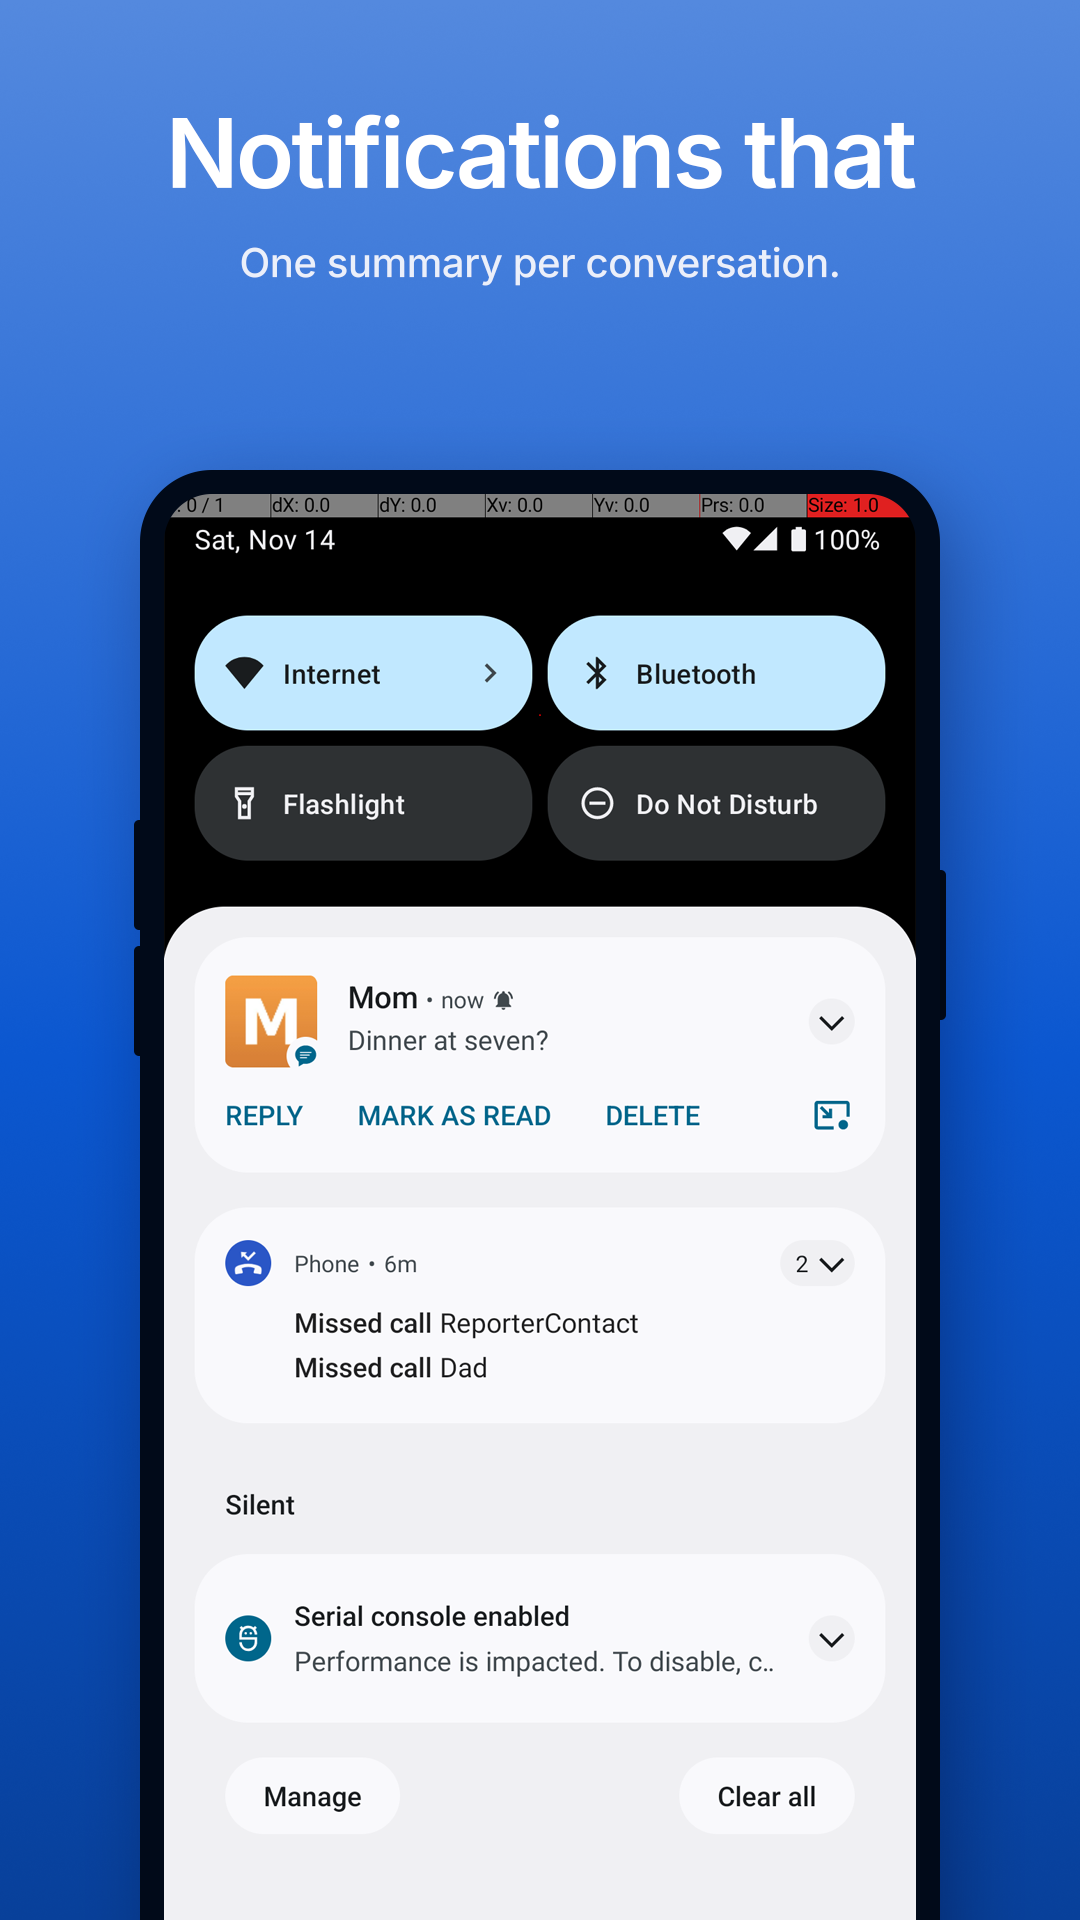 Notifications that
One summary per conversation.
: 0 / 1 dX: 0.0 dY: 0.0 Xv: 0.0 Yv: 0.0 Prs: 0.0 Size: 1.0
Sat, Nov 14 100%
Internet Bluetooth
Flashlight Do Not Disturb
M
Mom • now
Dinner at seven?
REPLY MARK AS READ DELETE
Phone • 6m 2
Missed call ReporterContact
Missed call Dad
Silent
Serial console enabled
Performance is impacted. To disable, c..
Manage Clear all